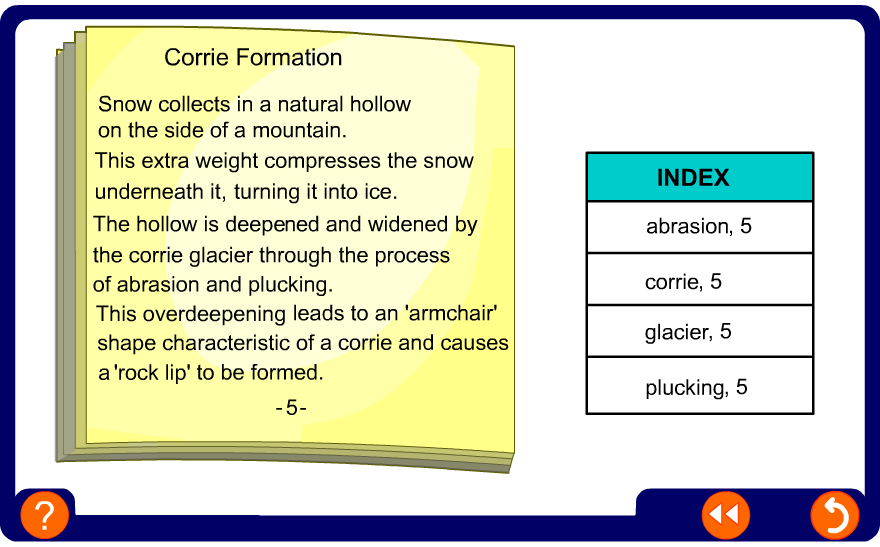 Corrie Formation
Snow collects in a natural hollow
on the side of a mountain.
This extra weight compresses the snow
underneath it, turning it into ice.
The hollow is deepened and widened by
the corrie glacier through the process
of abrasion and plucking.
This overdeepening leads to an 'armchair'
shape characteristic of a corrie and causes
a 'rock lip' to be formed.
-5-
INDEX
abrasion, 5
corrie, 5
glacier, 5
plucking, 5
?